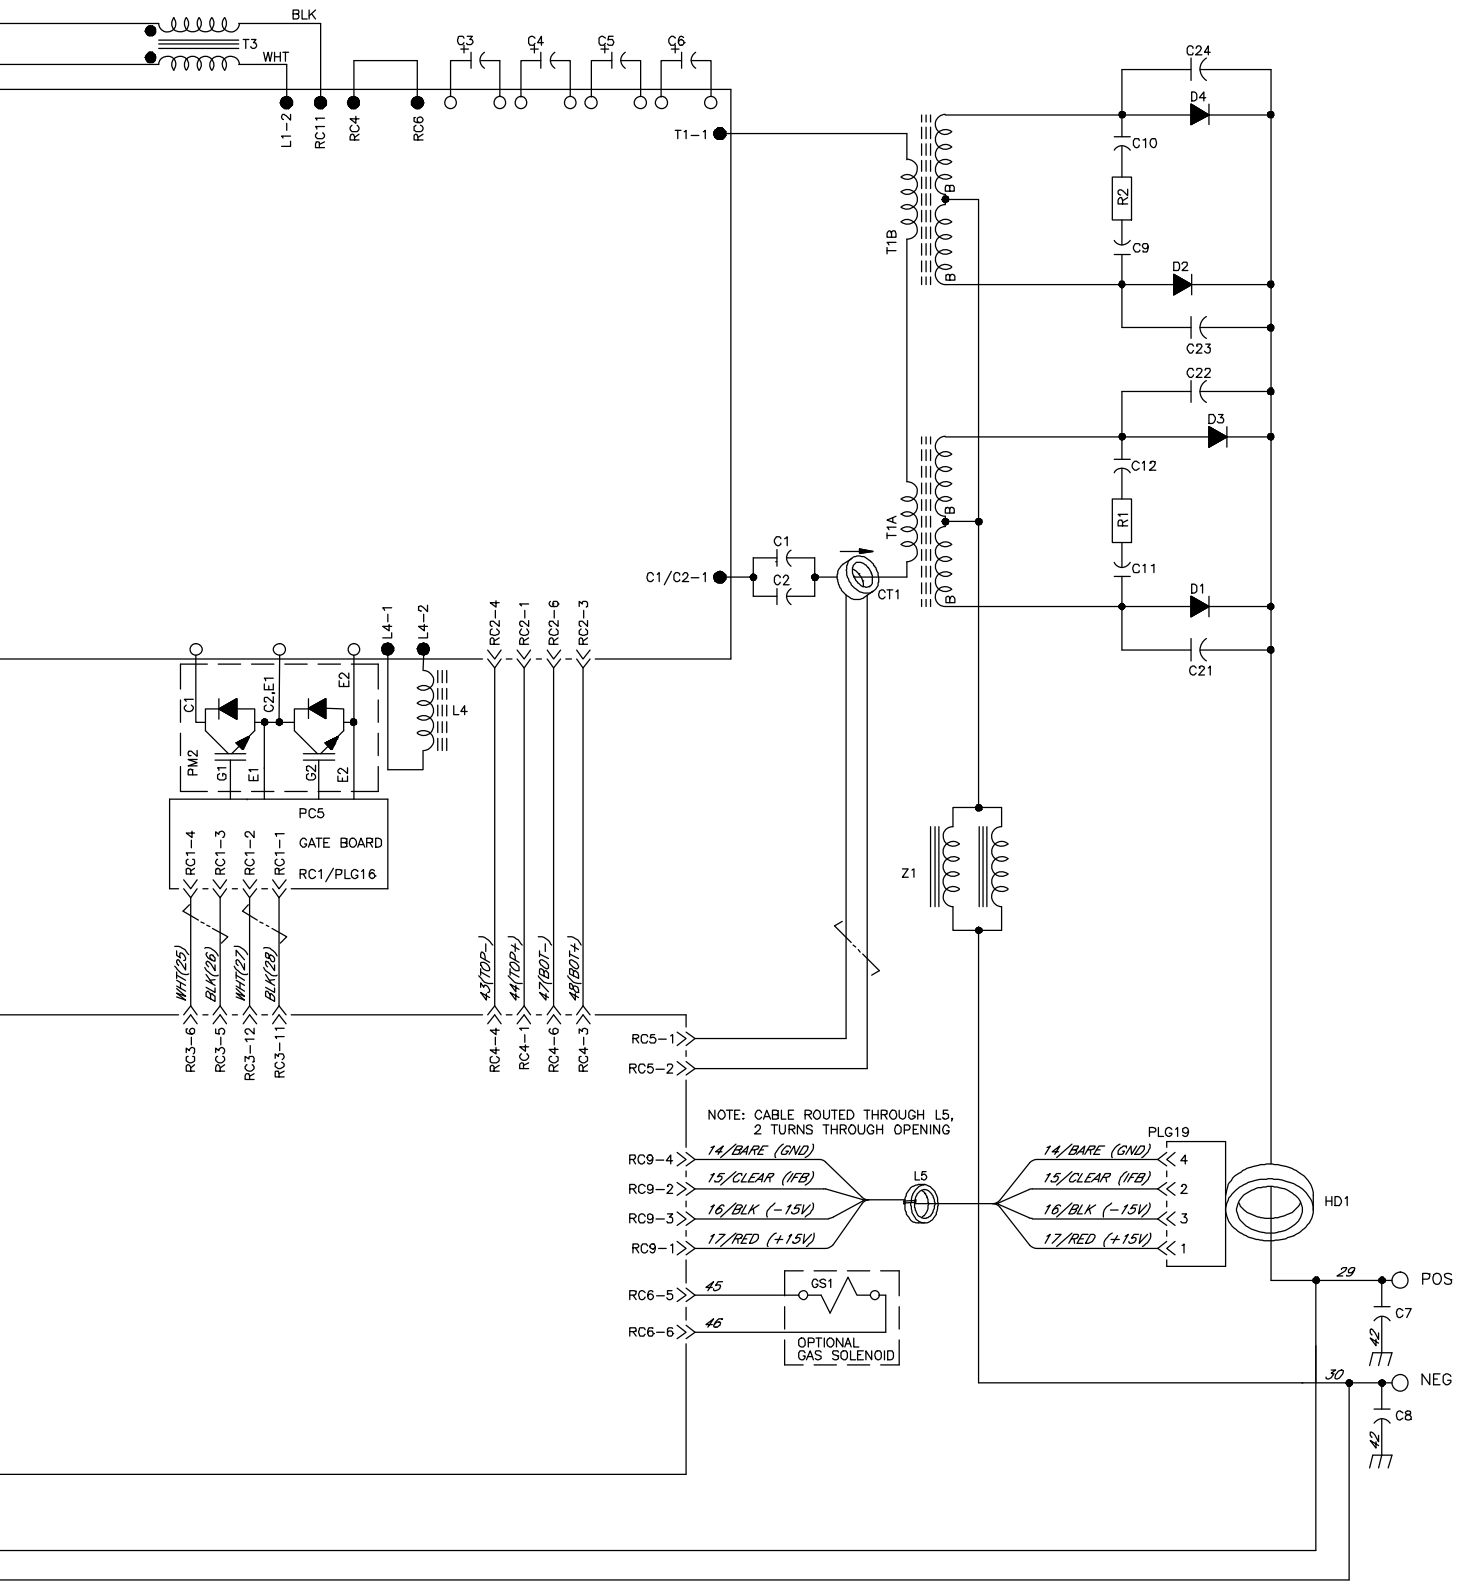 BLK
T3
WHT
C3
C4
C5
C6
+
+
+
+
C24
D4
L1-2
RC11
RC4
RC6
T1-1
C10
R2
B
C9
T1B
B
D2
C23
C22
D3
C12
B
R1
T1A
C11
C1
C2
C1/C2-1
CT1
B
D1
C21
L4-1
L4-2
RC2-4
RC2-1
RC2-6
RC2-3
C1
C2,E1
E2
L4
PM2
G1
E1
G2
E2
PC5
GATE BOARD
RC1/PLG16
RC1-4
RC1-3
RC1-2
RC1-1
Z1
WHT(25)
BLK(26)
WHT(27)
BLK(28)
43(TOP-)
44(TOP+)
47(BOT-)
48(BOT+)
RC3-6
RC3-5
RC3-12
RC3-11
RC4-4
RC4-1
RC4-6
RC4-3
RC5-1
RC5-2
NOTE: CABLE ROUTED THROUGH L5,
2 TURNS THROUGH OPENING
PLG19
RC9-4 14/BARE (GND)
14/BARE (GND) 4
RC9-2 15/CLEAR (IFB)
L5
15/CLEAR (IFB) 2
HD1
RC9-3 16/BLK (-15V)
16/BLK (-15V) 3
RC9-1 17/RED (+15V)
17/RED (+15V) 1
RC6-5 45
GS1
29
POS
C7
42
RC6-6 46
OPTIONAL
GAS SOLENOID
30
NEG
C8
42